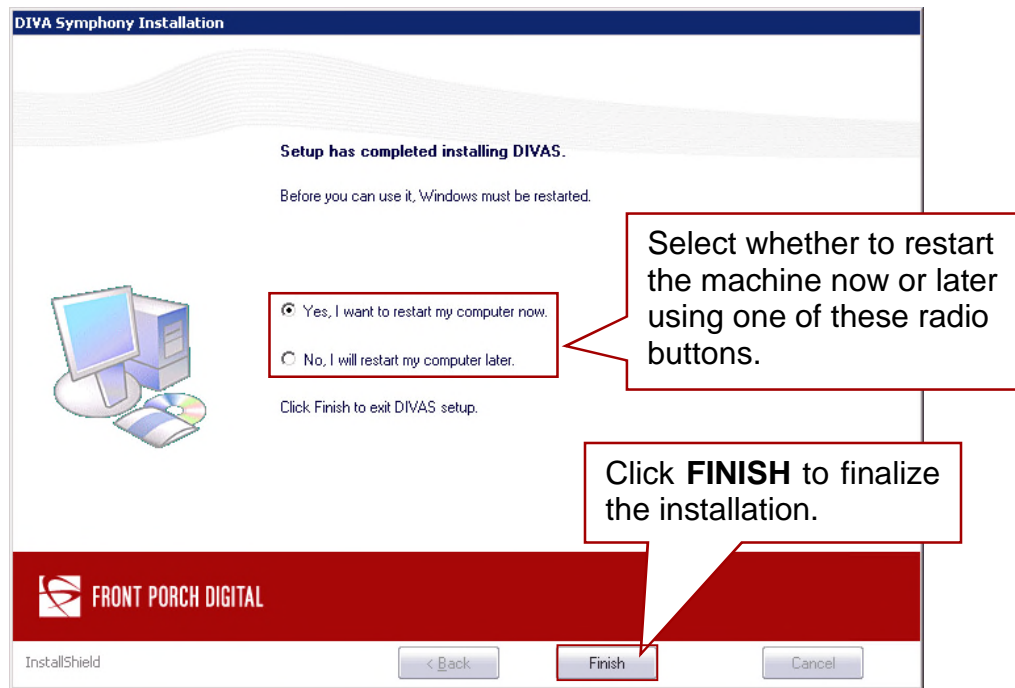 DIVA Symphony Installation
Setup has completed installing DIVAS.
Before you can use it, Windows must be restarted.
Select whether to restart
the machine now or later
using one of these radio
buttons.
Yes, I want to restart my computer now.
No, I will restart my computer later.
Click Finish to exit DIVAS setup.
Click FINISH to finalize
the installation.
FRONT PORCH DIGITAL
InstallShield
< Back
Finish
Cancel